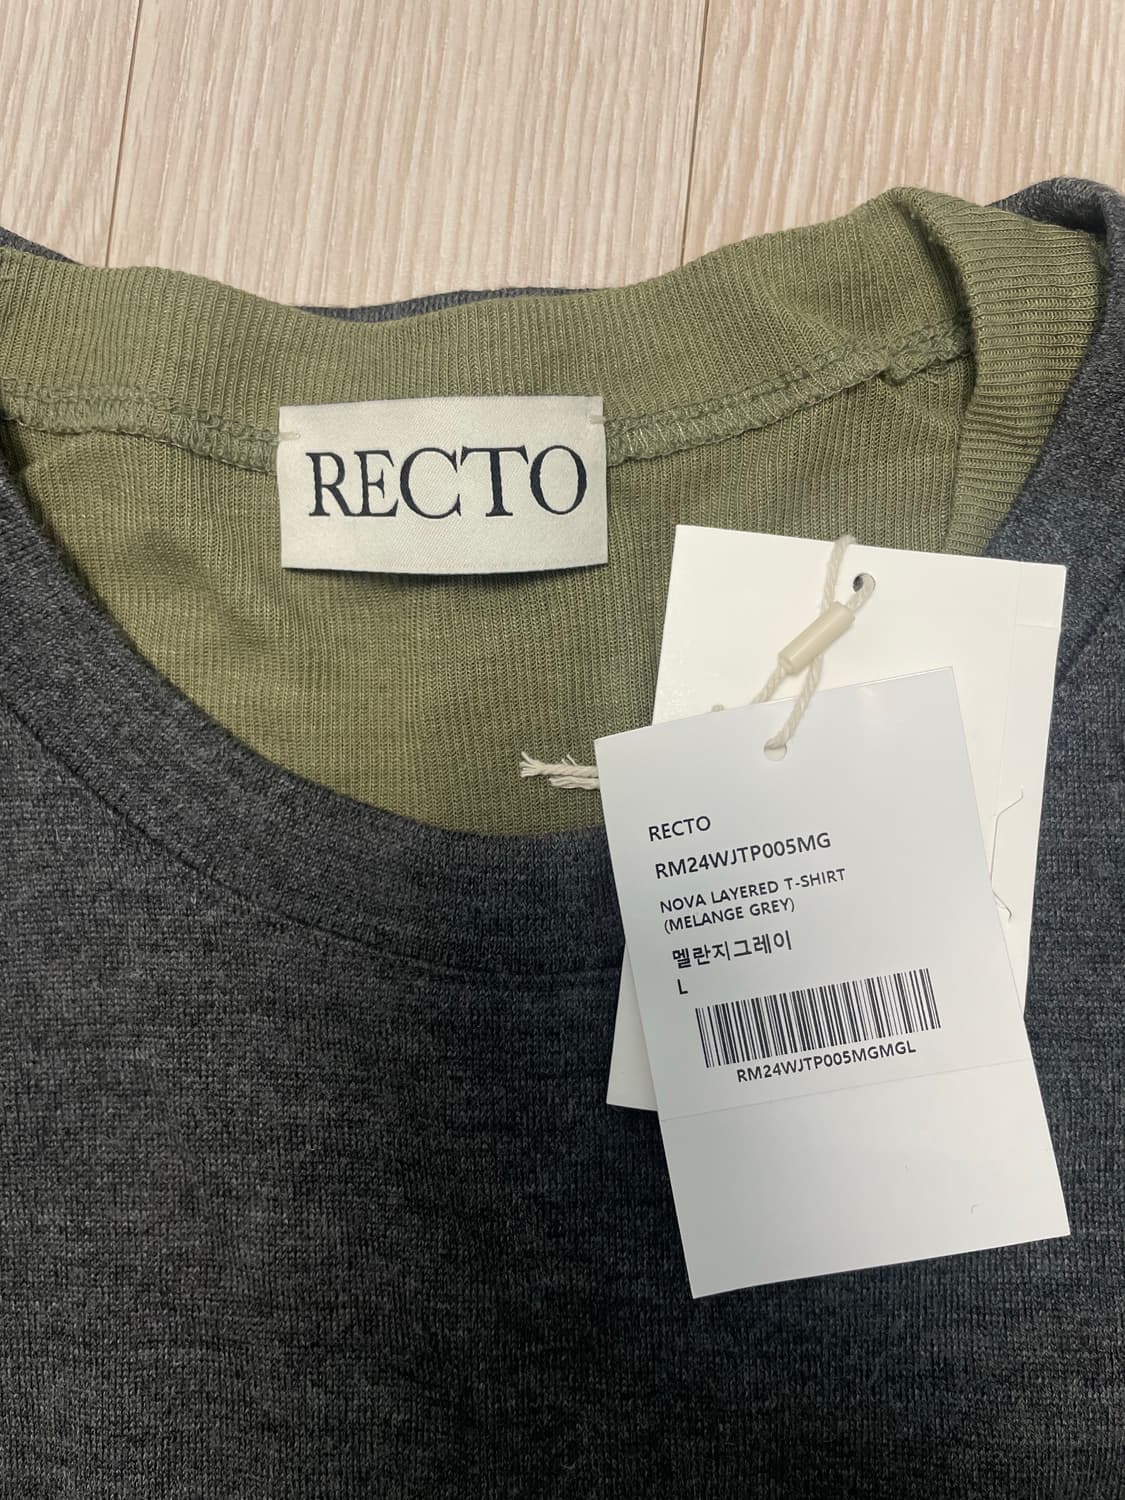 RECTO
RECTO
RM24WJTP005MG
NOVA LAYERED T-SHIRT
(MELANGE GREY)
멜란지그레이
L
RM24WJTP005MGMGL